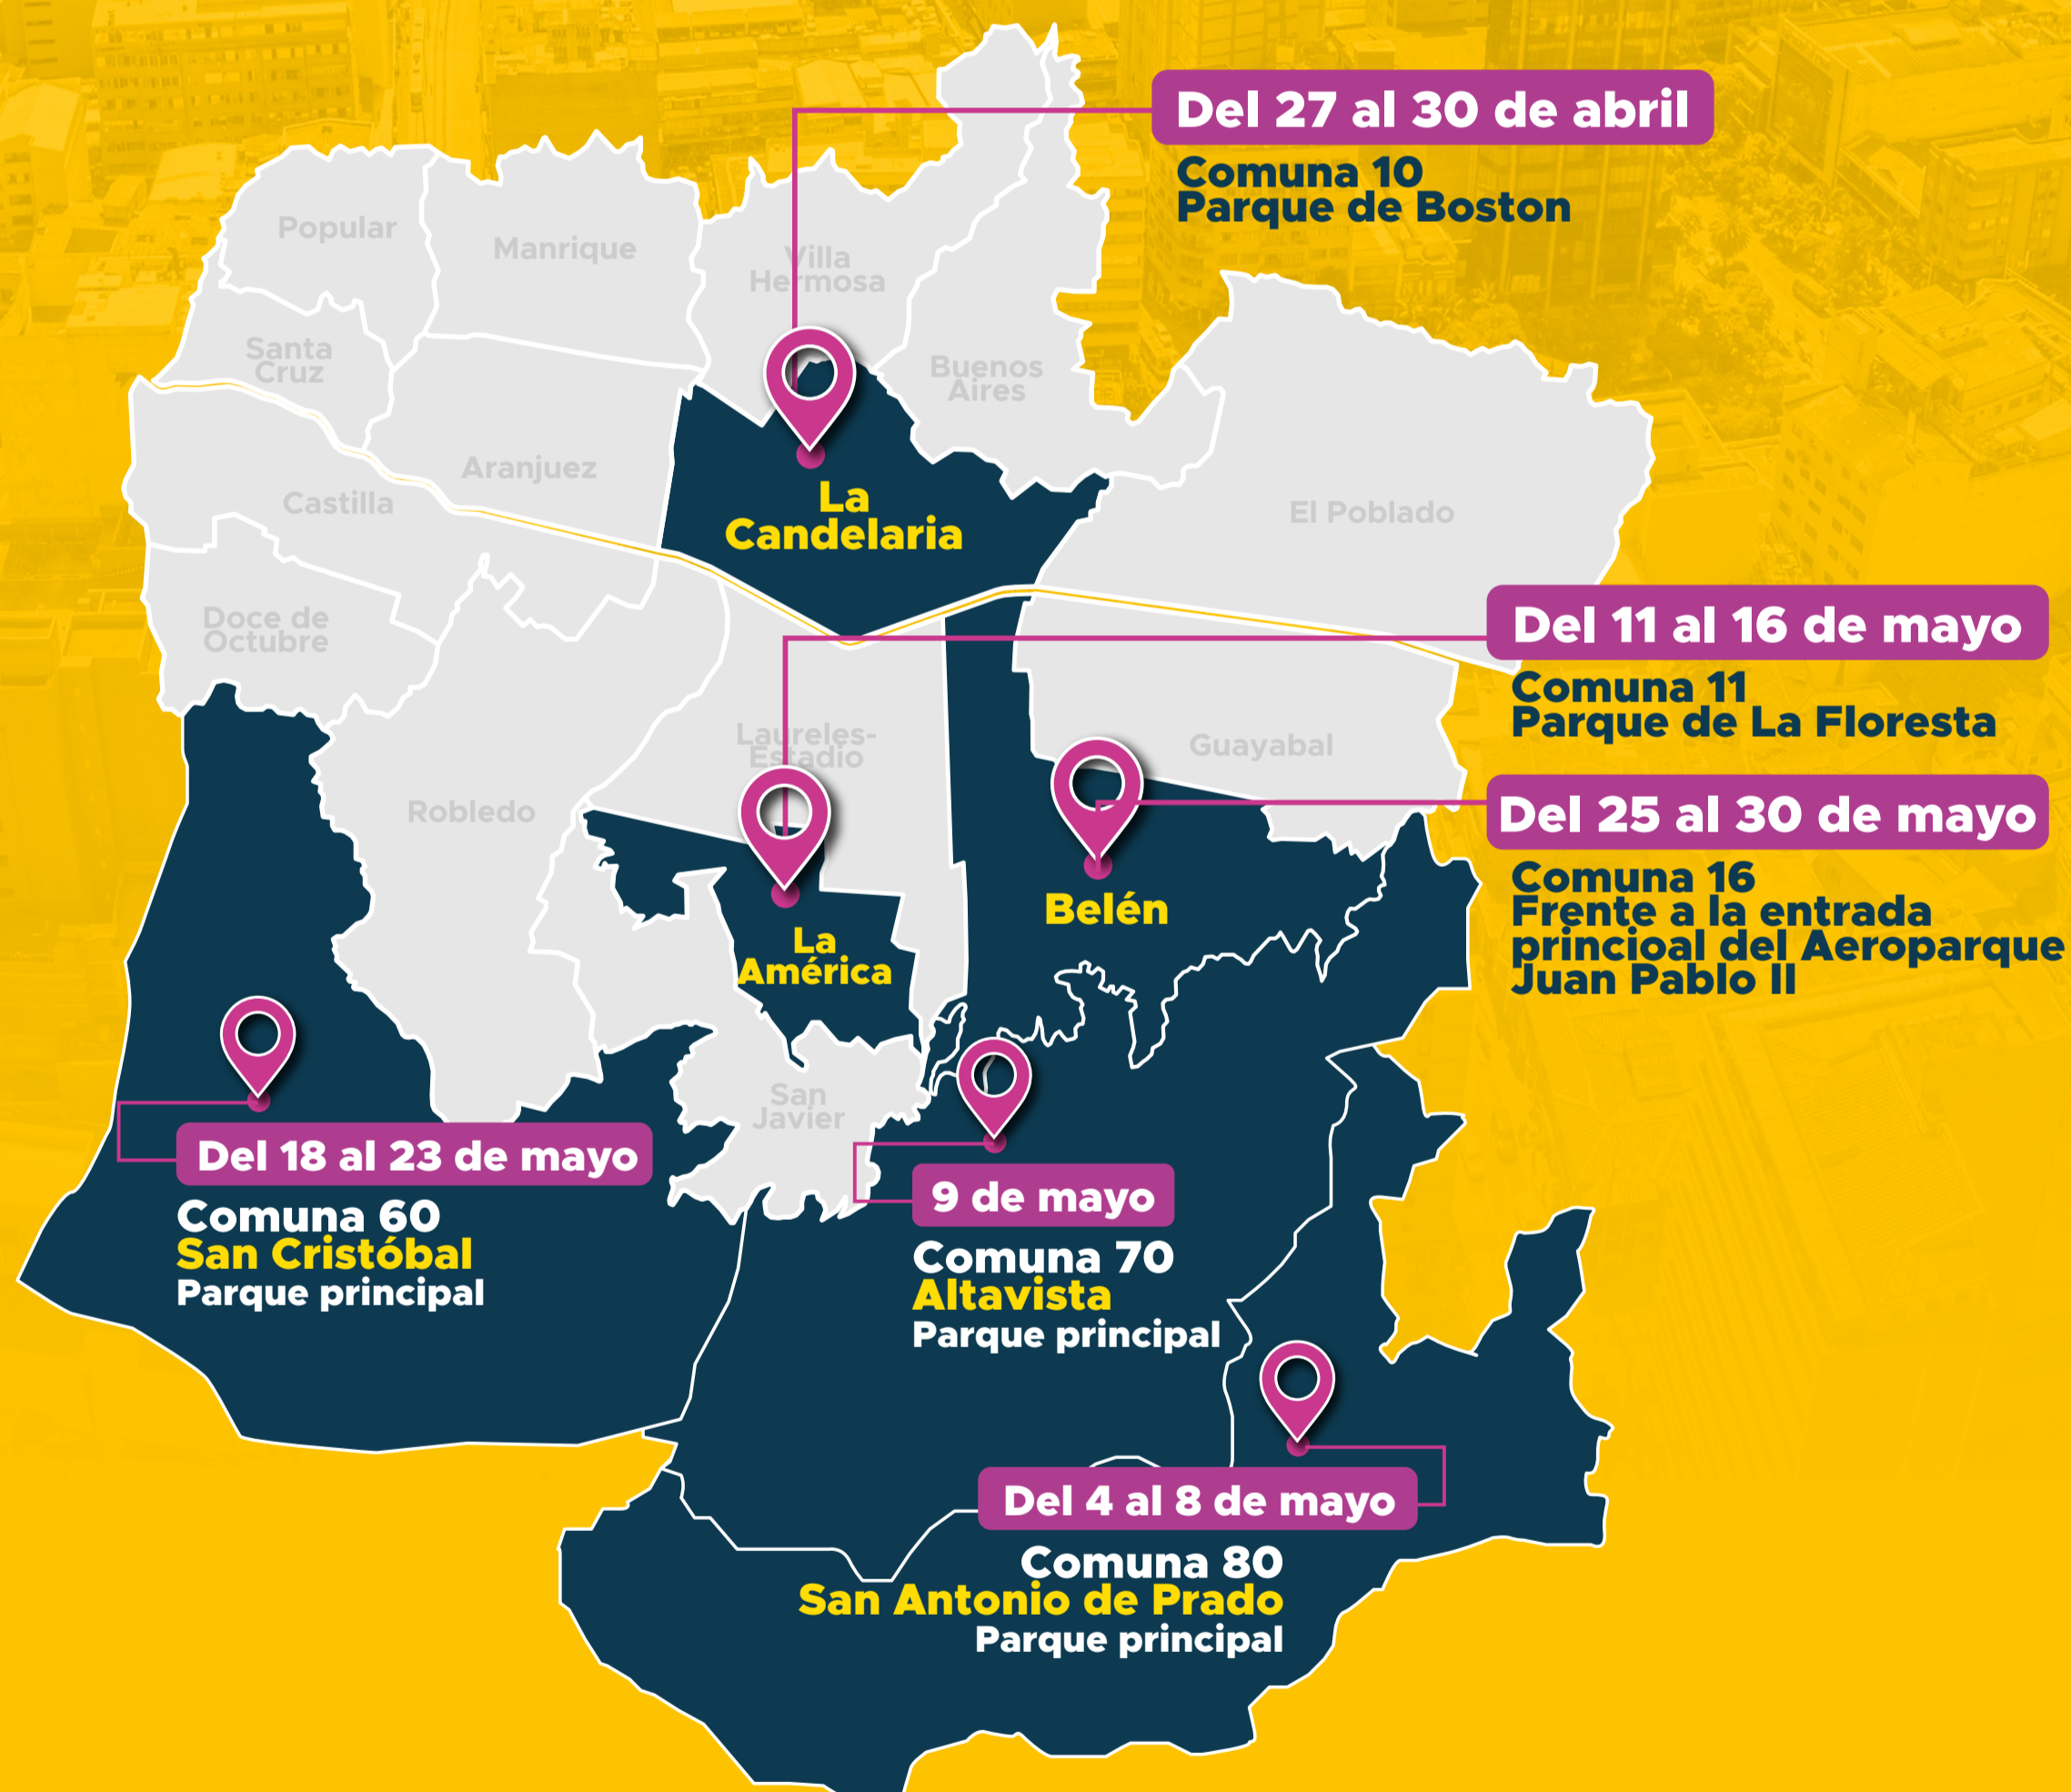 Del 27 al 30 de abril
Comuna 10
Parque de Boston
Popular
Manrique
Villa
Hermosa
Santa
Cruz
Buenos
Aires
Aranjuez
Castilla
La
Candelaria
El Poblado
Doce de
Octubre
Del 11 al 16 de mayo
Comuna 11
Parque de La Floresta
Laureles-
Estadio
Guayabal
Robledo
Del 25 al 30 de mayo
Comuna 16
Frente a la entrada
princioal del Aeroparque
Juan Pablo II
Belén
La
América
San
Javier
Del 18 al 23 de mayo
Comuna 60
San Cristóbal
Parque principal
9 de mayo
Comuna 70
Altavista
Parque principal
Del 4 al 8 de mayo
Comuna 80
San Antonio de Prado
Parque principal